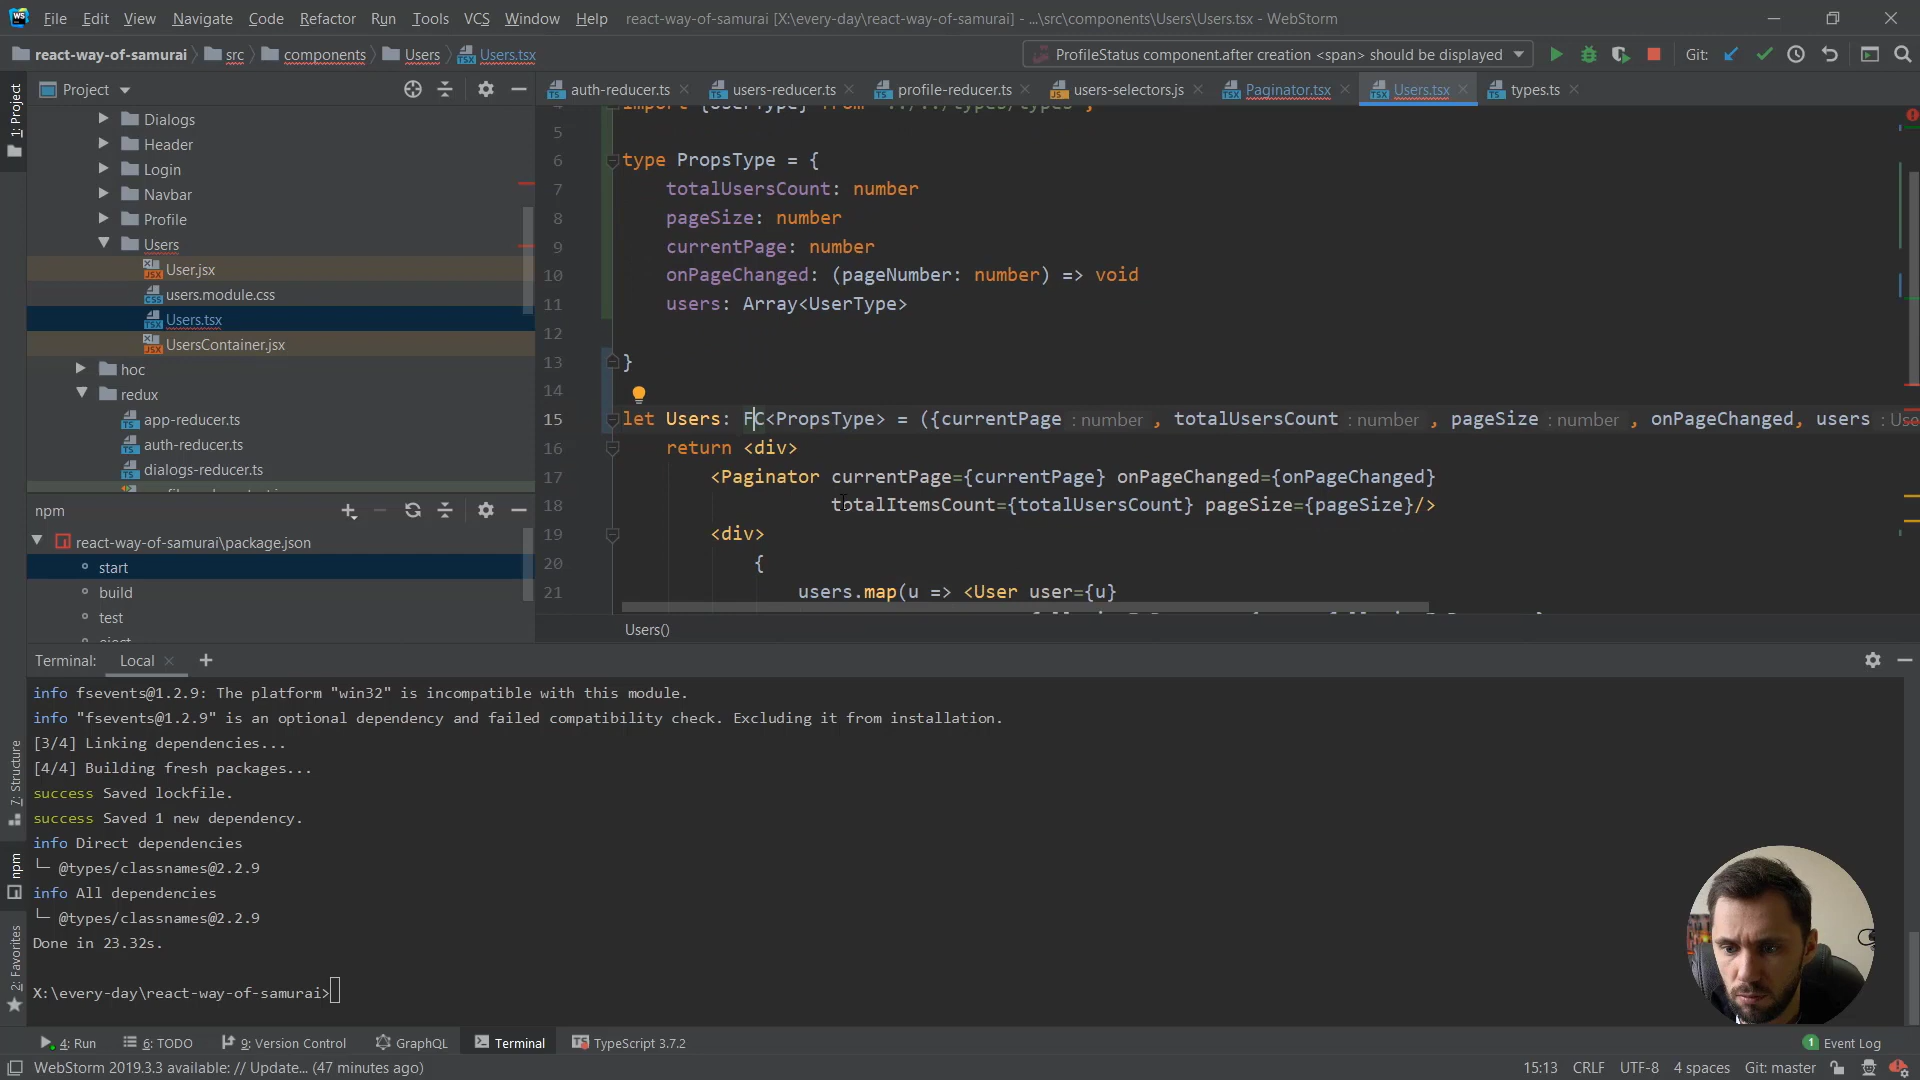 File Edit View Navigate Code Refactor Run Tools VCS Window Help react-way-of-samurai [X:\every-day\react-way-of-samurai] - ...\src\components\Users\Users.tsx - WebStorm
react-way-of-samurai src components Users Users.tsx ProfileStatus component.after creation <span> should be displayed Git:
Project auth-reducer.ts users-reducer.ts profile-reducer.ts users-selectors.js Paginator.tsx Users.tsx types.ts
1: Project
Dialogs
Header
Login
Navbar
Profile
Users
User.jsx
users.module.css
Users.tsx
UsersContainer.jsx
hoc
redux
app-reducer.ts
auth-reducer.ts
dialogs-reducer.ts
4 import {UserType} from '../../types/types';
5
6 type PropsType = {
7 totalUsersCount: number
8 pageSize: number
9 currentPage: number
10 onPageChanged: (pageNumber: number) => void
11 users: Array<UserType>
12
13 }
14
15 let Users: FC<PropsType> = ({currentPage : number , totalUsersCount : number , pageSize : number , onPageChanged, users : Use
16 return <div>
17 <Paginator currentPage={currentPage} onPageChanged={onPageChanged}
18 totalItemsCount={totalUsersCount} pageSize={pageSize}/>
19 <div>
20 {
21 users.map(u => <User user={u}
Users()
npm
react-way-of-samurai\package.json
start
build
test
eject
Terminal: Local
info fsevents@1.2.9: The platform "win32" is incompatible with this module.
info "fsevents@1.2.9" is an optional dependency and failed compatibility check. Excluding it from installation.
[3/4] Linking dependencies...
[4/4] Building fresh packages...
success Saved lockfile.
success Saved 1 new dependency.
info Direct dependencies
└─ @types/classnames@2.2.9
info All dependencies
└─ @types/classnames@2.2.9
Done in 23.32s.
X:\every-day\react-way-of-samurai>
7: Structure
npm
2: Favorites
4: Run 6: TODO 9: Version Control GraphQL Terminal TypeScript 3.7.2 1 Event Log
WebStorm 2019.3.3 available: // Update... (47 minutes ago) 15:13 CRLF UTF-8 4 spaces Git: master